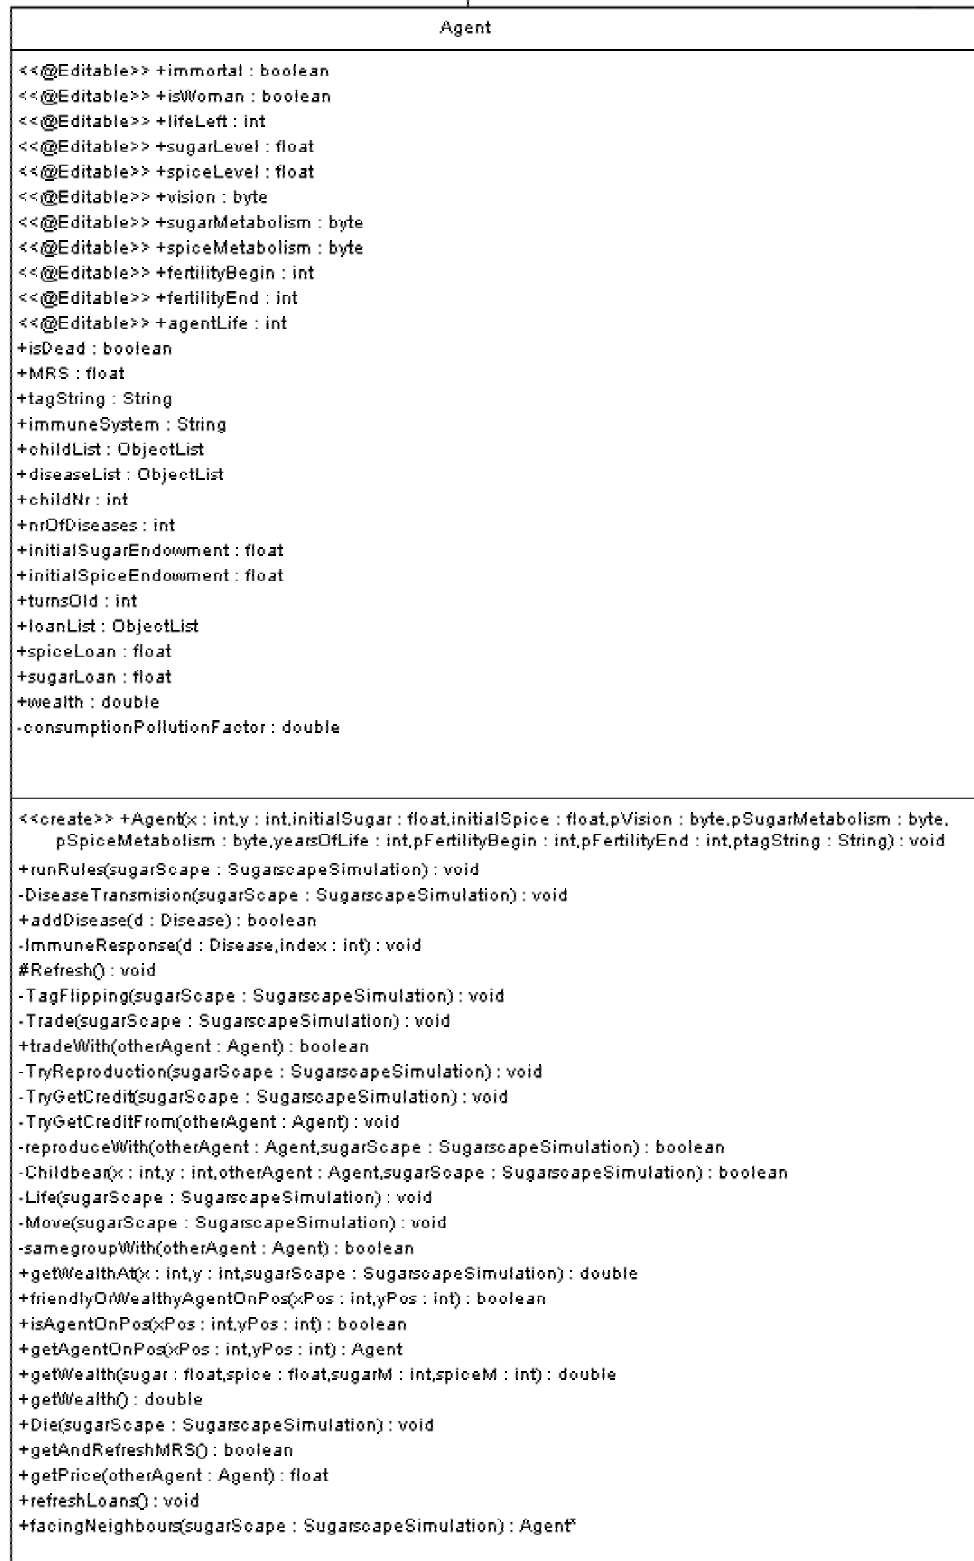 Agent
<<@Editable>> +immortal : boolean
<<@Editable>> +isWoman : boolean
<<@Editable>> +lifeLeft : int
<<@Editable>> +sugarLevel : float
<<@Editable>> +spiceLevel : float
<<@Editable>> +vision : byte
<<@Editable>> +sugarMetabolism : byte
<<@Editable>> +spiceMetabolism : byte
<<@Editable>> +fertilityBegin : int
<<@Editable>> +fertilityEnd : int
<<@Editable>> +agentLife : int
+isDead : boolean
+MRS : float
+tagString : String
+immuneSystem : String
+childList : ObjectList
+diseaseList : ObjectList
+childNr : int
+nrOfDiseases : int
+initialSugarEndowment : float
+initialSpiceEndowment : float
+turnsOld : int
+loanList : ObjectList
+spiceLoan : float
+sugarLoan : float
+wealth : double
-consumptionPollutionFactor : double
<<create>> +Agent(x : int,y : int,initialSugar : float,initialSpice : float,pVision : byte,pSugarMetabolism : byte,
pSpiceMetabolism : byte,yearsOfLife : int,pFertilityBegin : int,pFertilityEnd : int,ptagString : String) : void
+runRules(sugarScape : SugarscapeSimulation) : void
-DiseaseTransmision(sugarScape : SugarscapeSimulation) : void
+addDisease(d : Disease) : boolean
-ImmuneResponse(d : Disease,index : int) : void
#Refresh() : void
-TagFlipping(sugarScape : SugarscapeSimulation) : void
-Trade(sugarScape : SugarscapeSimulation) : void
+tradeWith(otherAgent : Agent) : boolean
-TryReproduction(sugarScape : SugarscapeSimulation) : void
-TryGetCredit(sugarScape : SugarscapeSimulation) : void
-TryGetCreditFrom(otherAgent : Agent) : void
-reproduceWith(otherAgent : Agent,sugarScape : SugarscapeSimulation) : boolean
-Childbear(x : int,y : int,otherAgent : Agent,sugarScape : SugarscapeSimulation) : boolean
-Life(sugarScape : SugarscapeSimulation) : void
-Move(sugarScape : SugarscapeSimulation) : void
-samegroupWith(otherAgent : Agent) : boolean
+getWealthAt(x : int,y : int,sugarScape : SugarscapeSimulation) : double
+friendlyOrWealthyAgentOnPos(xPos : int,yPos : int) : boolean
+isAgentOnPos(xPos : int,yPos : int) : boolean
+getAgentOnPos(xPos : int,yPos : int) : Agent
+getWealth(sugar : float,spice : float,sugarM : int,spiceM : int) : double
+getWealth() : double
+Die(sugarScape : SugarscapeSimulation) : void
+getAndRefreshMRS() : boolean
+getPrice(otherAgent : Agent) : float
+refreshLoans() : void
+facingNeighbours(sugarScape : SugarscapeSimulation) : Agent*